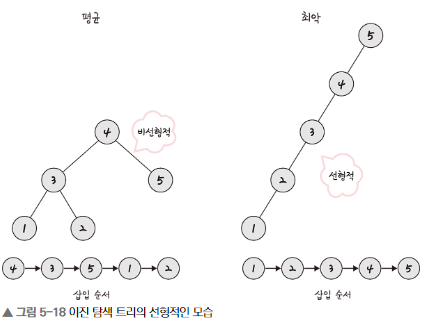 평균
최악
5
4
4
비선형적
3
3
5
2
선형적
1
2
1
4 3 5 1 2
1 2 3 4 5
삽입 순서
삽입 순서
▲ 그림 5-18 이진 탐색 트리의 선형적인 모습